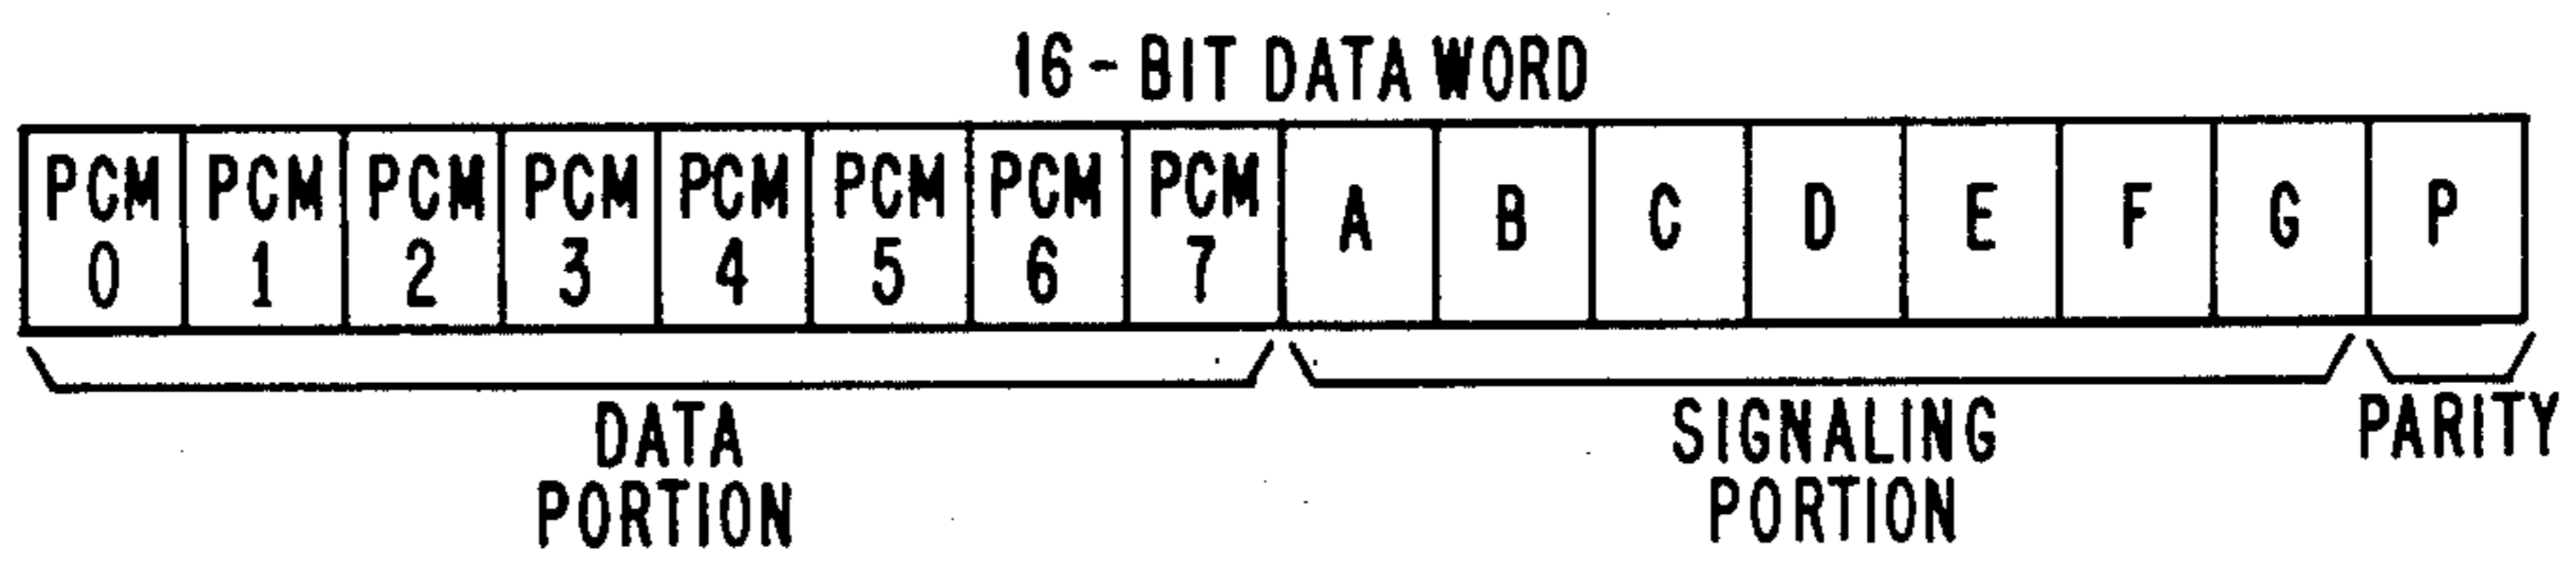 16-BIT DATA WORD
PCM PCM PCM PCM PCM PCM PCM PCM A B C D E F G P
0 1 2 3 4 5 6 7
DATA SIGNALING PARITY
PORTION PORTION